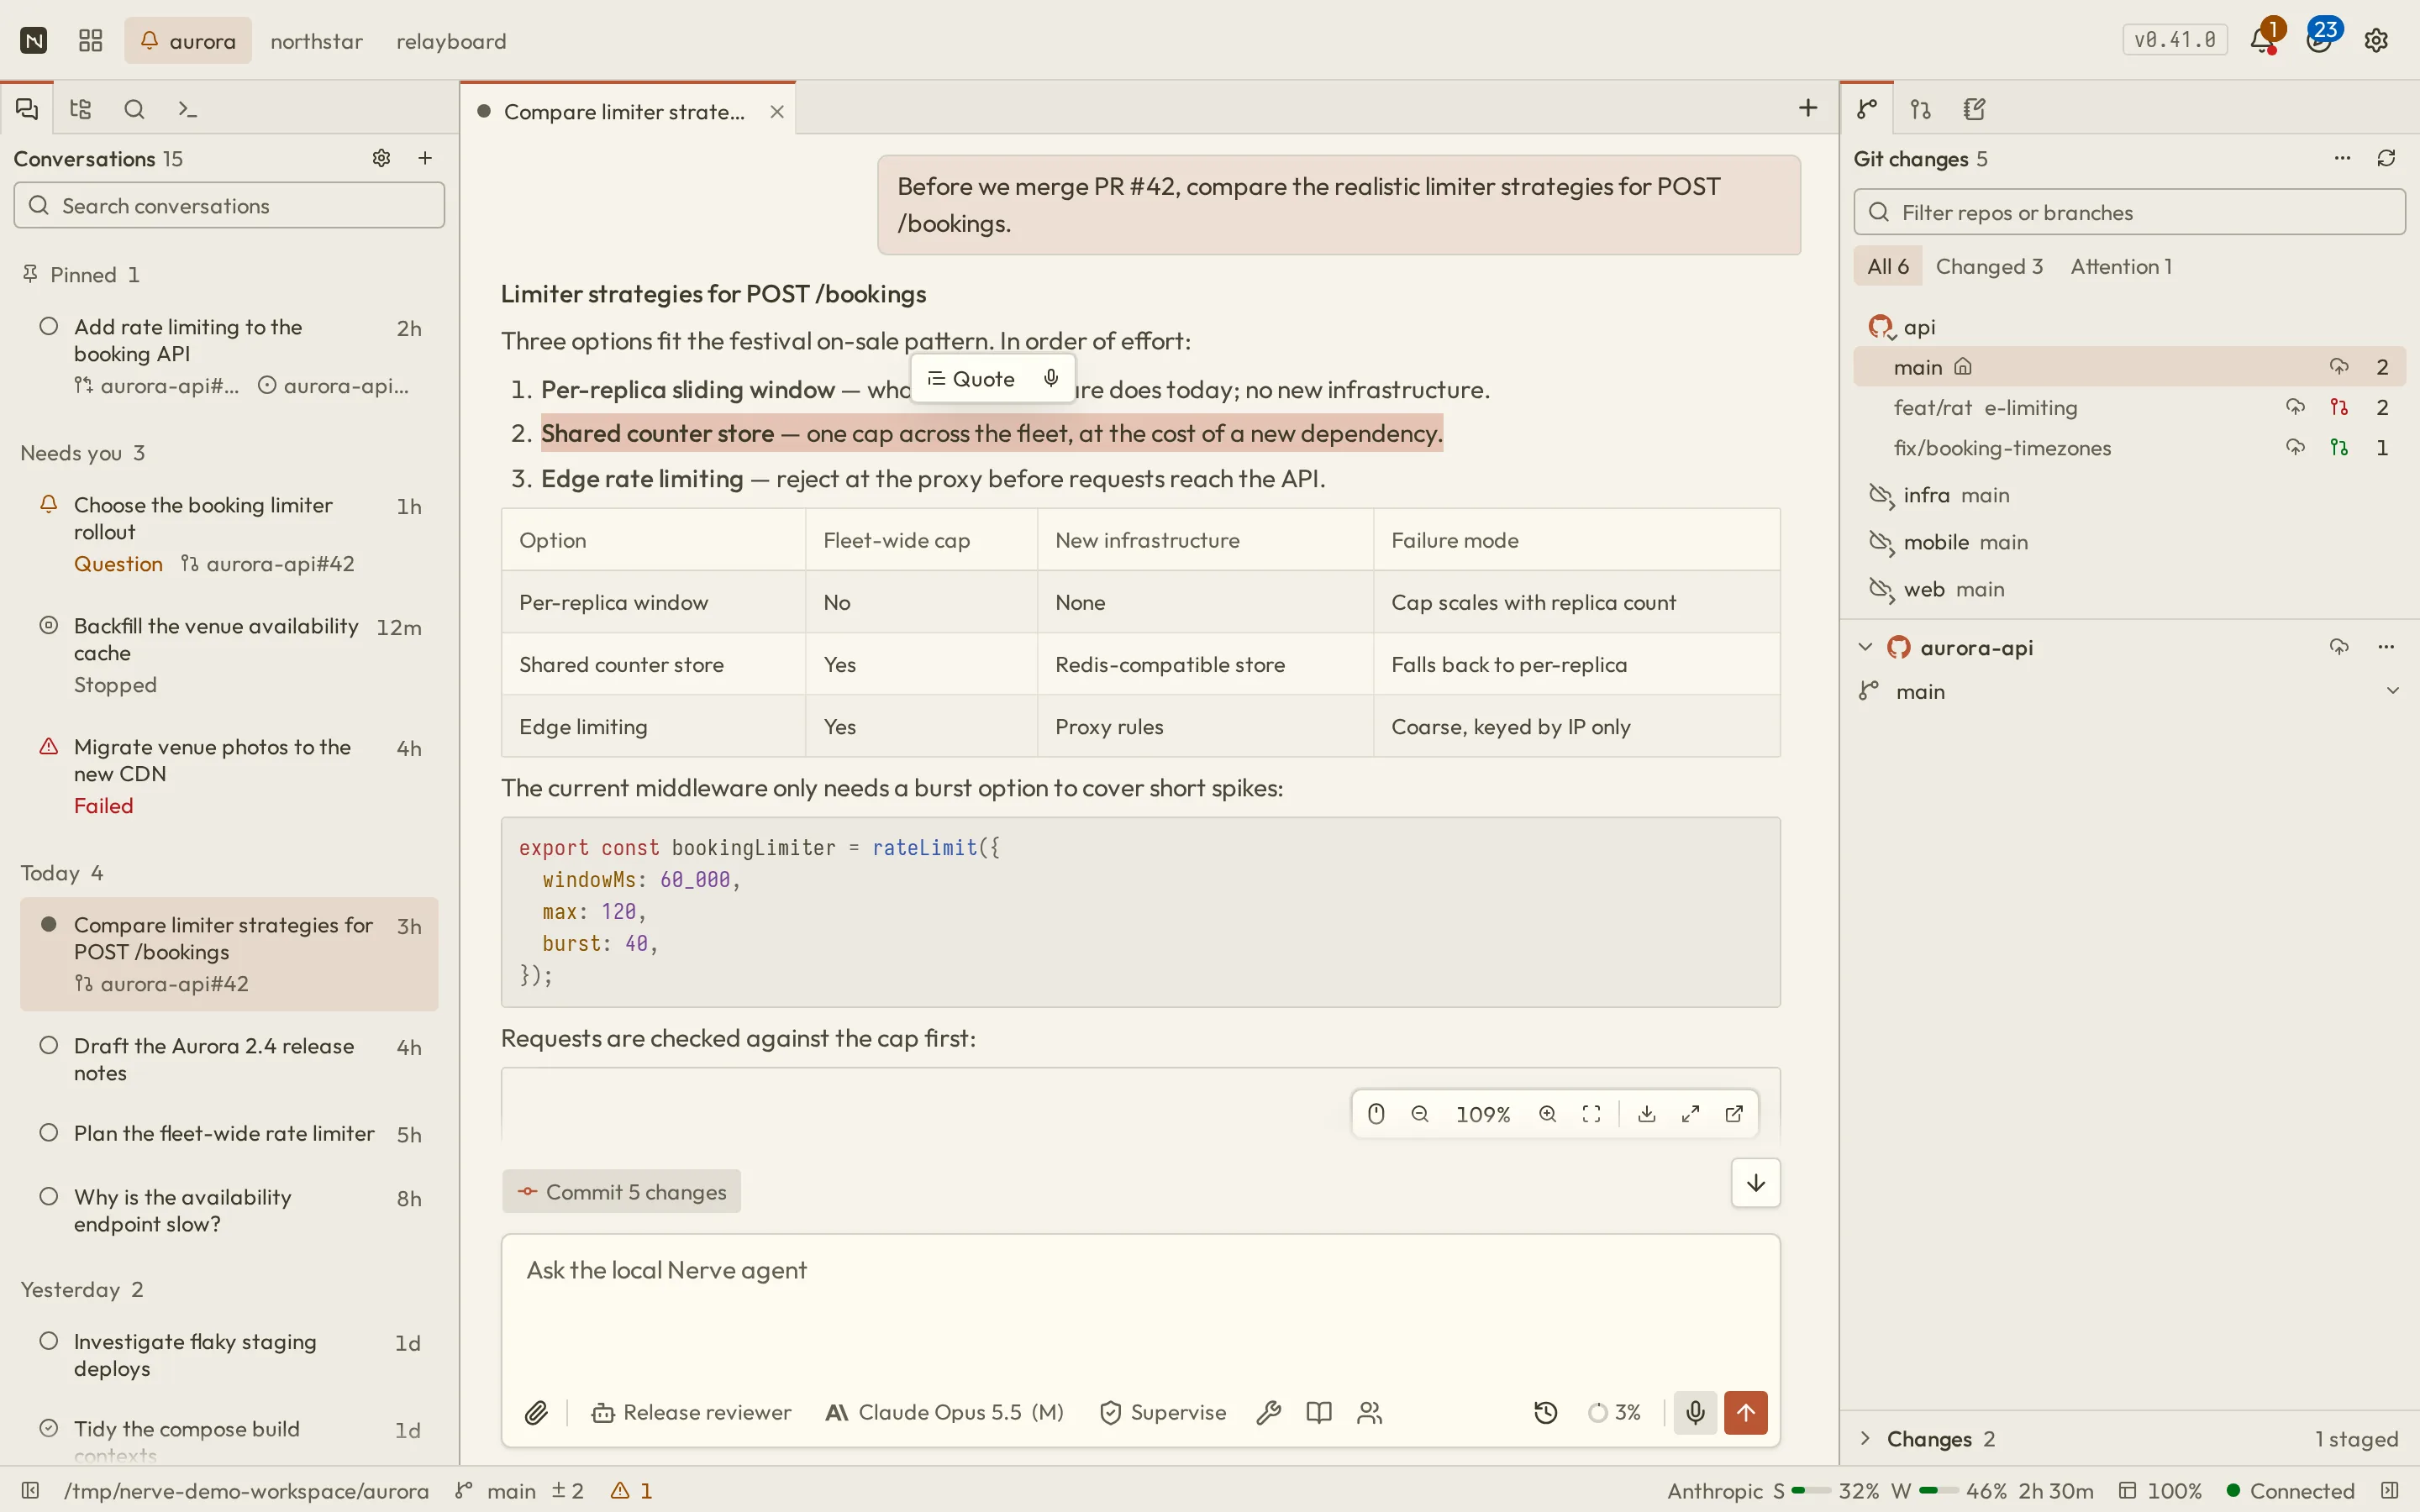 aurora
northstar
relayboard
v0.41.0
1
23
Conversations 15
Search conversations
Pinned 1
Add rate limiting to the
booking API
2h
aurora-api#...
aurora-api...
Needs you 3
Choose the booking limiter
rollout
1h
Question
aurora-api#42
Backfill the venue availability
cache
12m
Stopped
Migrate venue photos to the
new CDN
4h
Failed
Today 4
Compare limiter strategies for
POST /bookings
3h
aurora-api#42
Draft the Aurora 2.4 release
notes
4h
Plan the fleet-wide rate limiter
5h
Why is the availability
endpoint slow?
8h
Yesterday 2
Investigate flaky staging
deploys
1d
Tidy the compose build
contexts
1d
Compare limiter strate...
Before we merge PR #42, compare the realistic limiter strategies for POST
/bookings.
Limiter strategies for POST /bookings
Three options fit the festival on-sale pattern. In order of effort:
Quote
1. Per-replica sliding window — re does today; no new infrastructure.
2. Shared counter store — one cap across the fleet, at the cost of a new dependency.
3. Edge rate limiting — reject at the proxy before requests reach the API.
Option Fleet-wide cap New infrastructure Failure mode
Per-replica window No None Cap scales with replica count
Shared counter store Yes Redis-compatible store Falls back to per-replica
Edge limiting Yes Proxy rules Coarse, keyed by IP only
The current middleware only needs a burst option to cover short spikes:
export const bookingLimiter = rateLimit({
windowMs: 60_000,
max: 120,
burst: 40,
});
Requests are checked against the cap first:
109%
Commit 5 changes
Ask the local Nerve agent
Release reviewer
Claude Opus 5.5 (M)
Supervise
3%
Git changes 5
Filter repos or branches
All 6
Changed 3
Attention 1
api
main
2
feat/rat e-limiting
2
fix/booking-timezones
1
infra main
mobile main
web main
aurora-api
main
Changes 2
1 staged
/tmp/nerve-demo-workspace/aurora
main ±2
1
Anthropic S 32% W 46% 2h 30m
100%
Connected